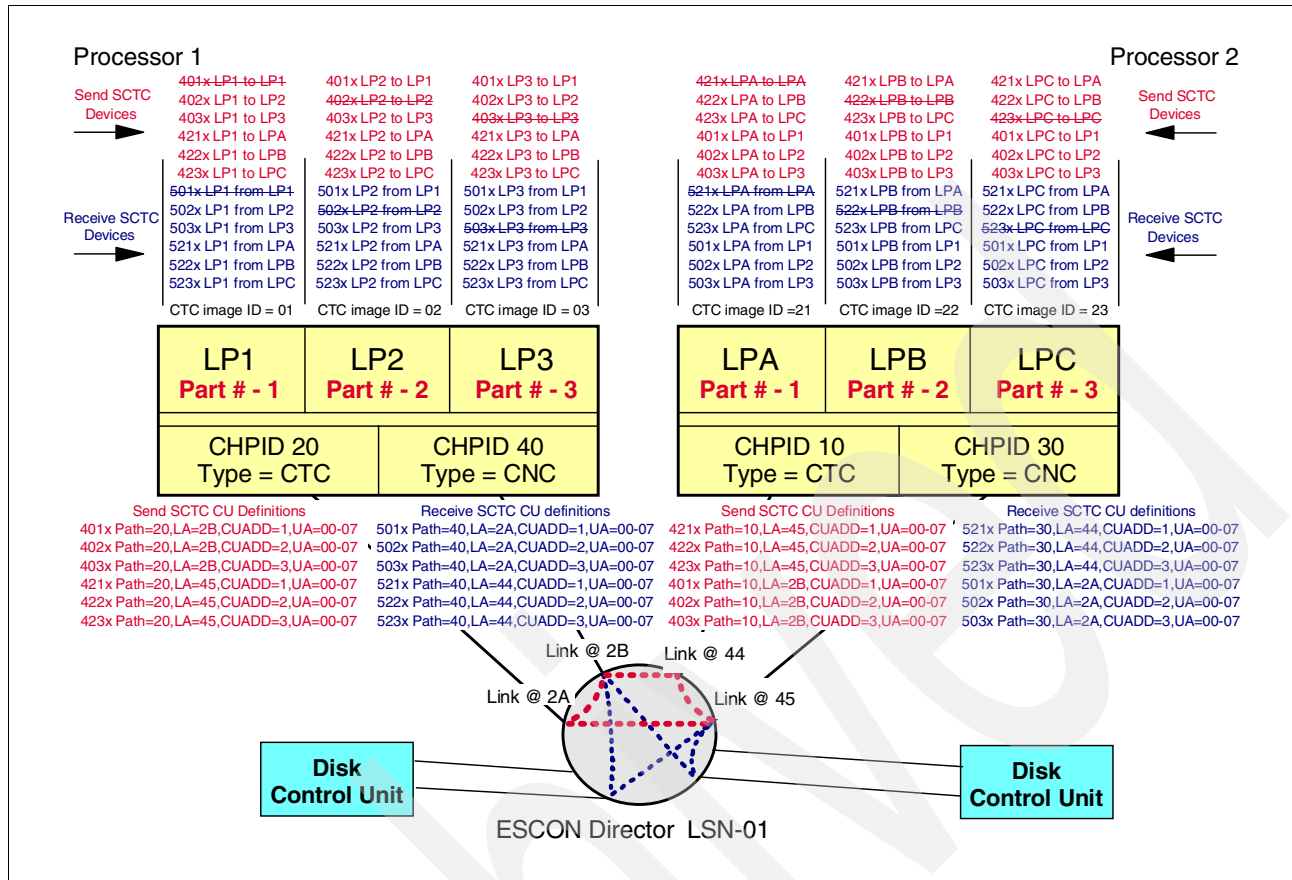 Processor 1
Processor 2
Send SCTC
Devices
401x LP1 to LP1
402x LP1 to LP2
403x LP1 to LP3
421x LP1 to LPA
422x LP1 to LPB
423x LP1 to LPC
401x LP2 to LP1
402x LP2 to LP2
403x LP2 to LP3
421x LP2 to LPA
422x LP2 to LPB
423x LP2 to LPC
401x LP3 to LP1
402x LP3 to LP2
403x LP3 to LP3
421x LP3 to LPA
422x LP3 to LPB
423x LP3 to LPC
421x LPA to LPA
422x LPA to LPB
423x LPA to LPC
401x LPA to LP1
402x LPA to LP2
403x LPA to LP3
421x LPB to LPA
422x LPB to LPB
423x LPB to LPC
401x LPB to LP1
402x LPB to LP2
403x LPB to LP3
421x LPC to LPA
422x LPC to LPB
423x LPC to LPC
401x LPC to LP1
402x LPC to LP2
403x LPC to LP3
Send SCTC
Devices
Receive SCTC
Devices
501x LP1 from LP1
502x LP1 from LP2
503x LP1 from LP3
521x LP1 from LPA
522x LP1 from LPB
523x LP1 from LPC
501x LP2 from LP1
502x LP2 from LP2
503x LP2 from LP3
521x LP2 from LPA
522x LP2 from LPB
523x LP2 from LPC
501x LP3 from LP1
502x LP3 from LP2
503x LP3 from LP3
521x LP3 from LPA
522x LP3 from LPB
523x LP3 from LPC
521x LPA from LPA
522x LPA from LPB
523x LPA from LPC
501x LPA from LP1
502x LPA from LP2
503x LPA from LP3
521x LPB from LPA
522x LPB from LPB
523x LPB from LPC
501x LPB from LP1
502x LPB from LP2
503x LPB from LP3
521x LPC from LPA
522x LPC from LPB
523x LPC from LPC
501x LPC from LP1
502x LPC from LP2
503x LPC from LP3
Receive SCTC
Devices
CTC image ID = 01
CTC image ID = 02
CTC image ID = 03
CTC image ID =21
CTC image ID =22
CTC image ID = 23
LP1
Part # - 1
LP2
Part # - 2
LP3
Part # - 3
LPA
Part # - 1
LPB
Part # - 2
LPC
Part # - 3
CHPID 20
Type = CTC
CHPID 40
Type = CNC
CHPID 10
Type = CTC
CHPID 30
Type = CNC
Send SCTC CU Definitions
401x Path=20,LA=2B,CUADD=1,UA=00-07
402x Path=20,LA=2B,CUADD=2,UA=00-07
403x Path=20,LA=2B,CUADD=3,UA=00-07
421x Path=20,LA=45,CUADD=1,UA=00-07
422x Path=20,LA=45,CUADD=2,UA=00-07
423x Path=20,LA=45,CUADD=3,UA=00-07
Receive SCTC CU definitions
501x Path=40,LA=2A,CUADD=1,UA=00-07
502x Path=40,LA=2A,CUADD=2,UA=00-07
503x Path=40,LA=2A,CUADD=3,UA=00-07
521x Path=40,LA=44,CUADD=1,UA=00-07
522x Path=40,LA=44,CUADD=2,UA=00-07
523x Path=40,LA=44,CUADD=3,UA=00-07
Send SCTC CU Definitions
421x Path=10,LA=45,CUADD=1,UA=00-07
422x Path=10,LA=45,CUADD=2,UA=00-07
423x Path=10,LA=45,CUADD=3,UA=00-07
401x Path=10,LA=2B,CUADD=1,UA=00-07
402x Path=10,LA=2B,CUADD=2,UA=00-07
403x Path=10,LA=2B,CUADD=3,UA=00-07
Receive SCTC CU definitions
521x Path=30,LA=44,CUADD=1,UA=00-07
522x Path=30,LA=44,CUADD=2,UA=00-07
523x Path=30,LA=44,CUADD=3,UA=00-07
501x Path=30,LA=2A,CUADD=1,UA=00-07
502x Path=30,LA=2A,CUADD=2,UA=00-07
503x Path=30,LA=2A,CUADD=3,UA=00-07
Link @ 2B
Link @ 44
Link @ 2A
Link @ 45
Disk
Control Unit
Disk
Control Unit
ESCON Director LSN-01